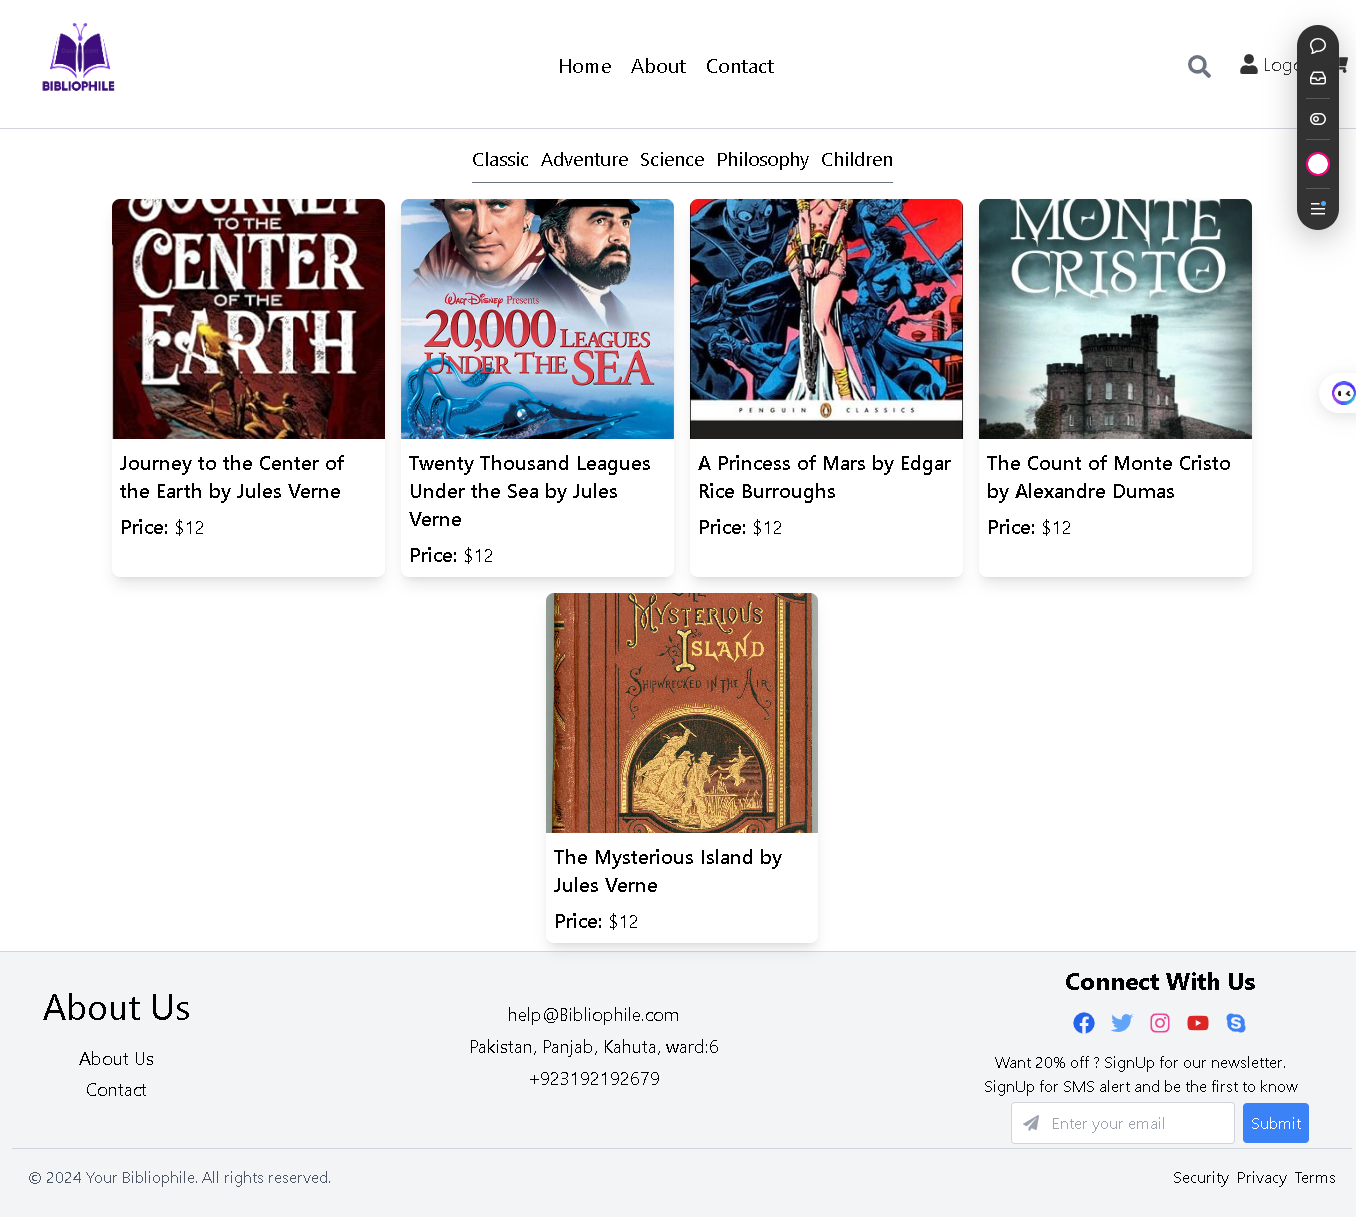 BIBLIOPHILE
Home About Contact
Classic Adventure Science Philosophy Children
JOURNEY
TO THE
CENTER
OF THE
EARTH
Walt Disney Presents
20,000 LEAGUES
UNDER THE SEA
PENGUIN CLASSICS
MONTE
CRISTO
Journey to the Center of
the Earth by Jules Verne
Price: $12
Twenty Thousand Leagues
Under the Sea by Jules
Verne
Price: $12
A Princess of Mars by Edgar
Rice Burroughs
Price: $12
The Count of Monte Cristo
by Alexandre Dumas
Price: $12
MYSTERIOUS
ISLAND
SHIPWRECKED IN THE AIR
The Mysterious Island by
Jules Verne
Price: $12
About Us
About Us
Contact
help@Bibliophile.com
Pakistan, Panjab, Kahuta, ward:6
+923192192679
Connect With Us
Want 20% off ? SignUp for our newsletter.
SignUp for SMS alert and be the first to know
Enter your email
Submit
© 2024 Your Bibliophile. All rights reserved.
Security Privacy Terms